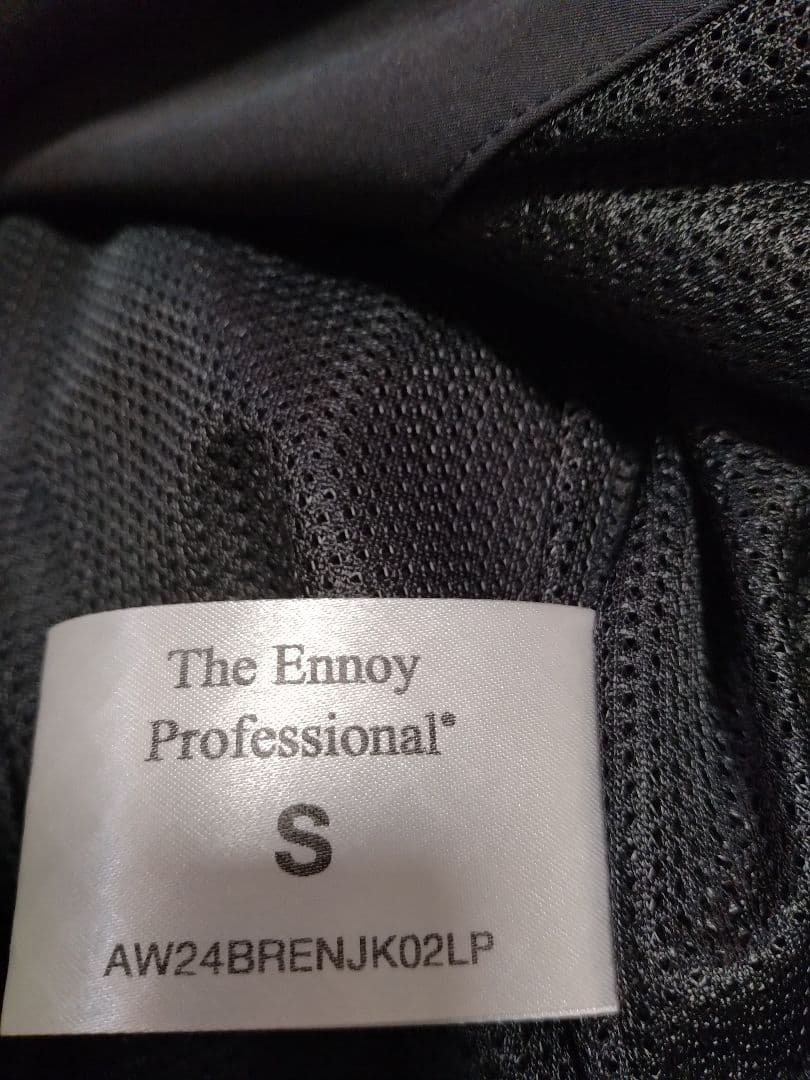 The Ennoy
Professional®
S
AW24BRENJK02LP